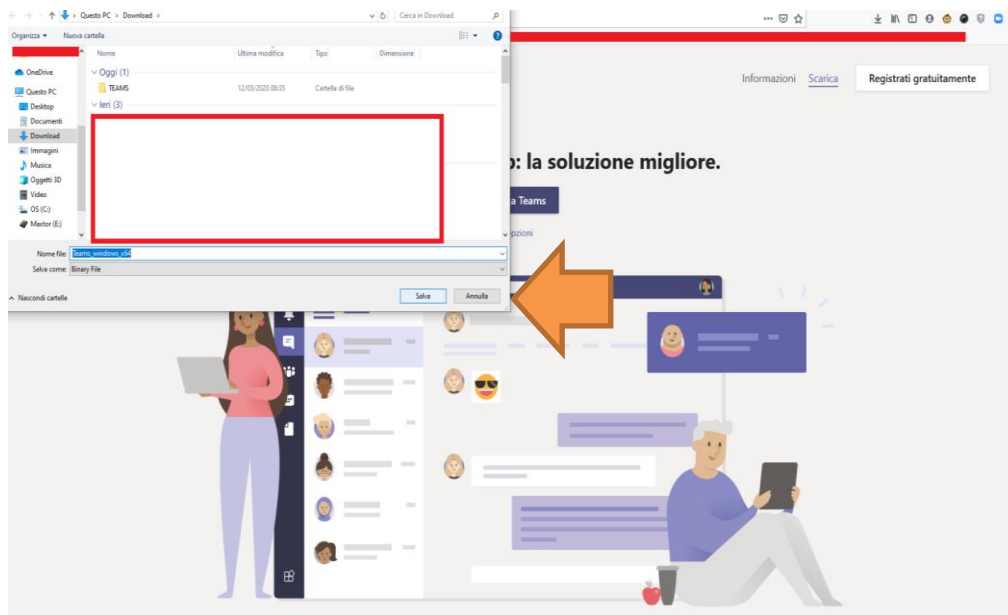 Questo PC
Download
Cerca in Download
Organizza
Nuova cartella
Nome
Ultima modifica
Tipo
Dimensione
OneDrive
Questo PC
Desktop
Documenti
Download
Immagini
Musica
Oggetti 3D
Video
OS (C:)
Maxtor (E:)
Oggi (1)
TEAMS 12/03/2020 08:35 Cartella di file
Ieri (3)
Nome file: Teams_windows_x64
Salva come: Binary File
Nascondi cartelle
Salva
Annulla
Informazioni
Scarica
Registrati gratuitamente
: la soluzione migliore.
a Teams
opzioni